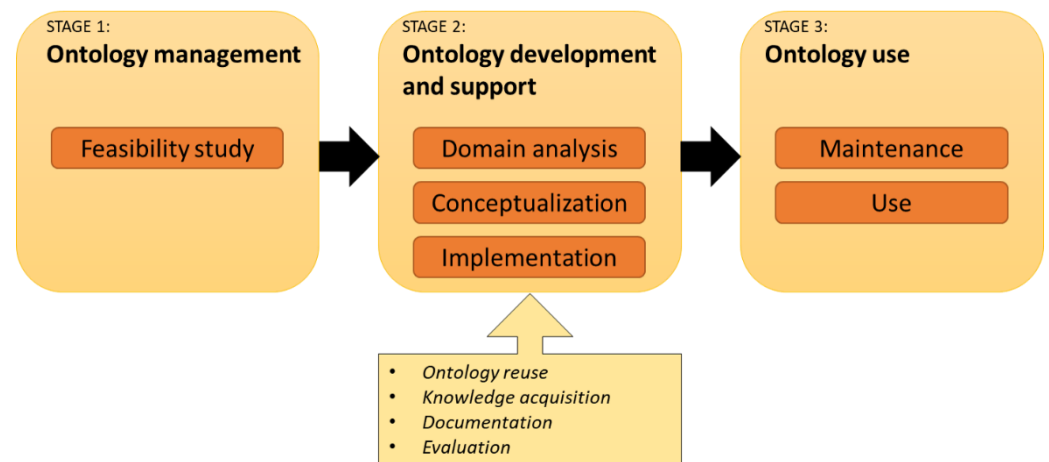 STAGE 1:
Ontology management
Feasibility study
STAGE 2:
Ontology development
and support
Domain analysis
Conceptualization
Implementation
STAGE 3:
Ontology use
Maintenance
Use
• Ontology reuse
• Knowledge acquisition
• Documentation
• Evaluation